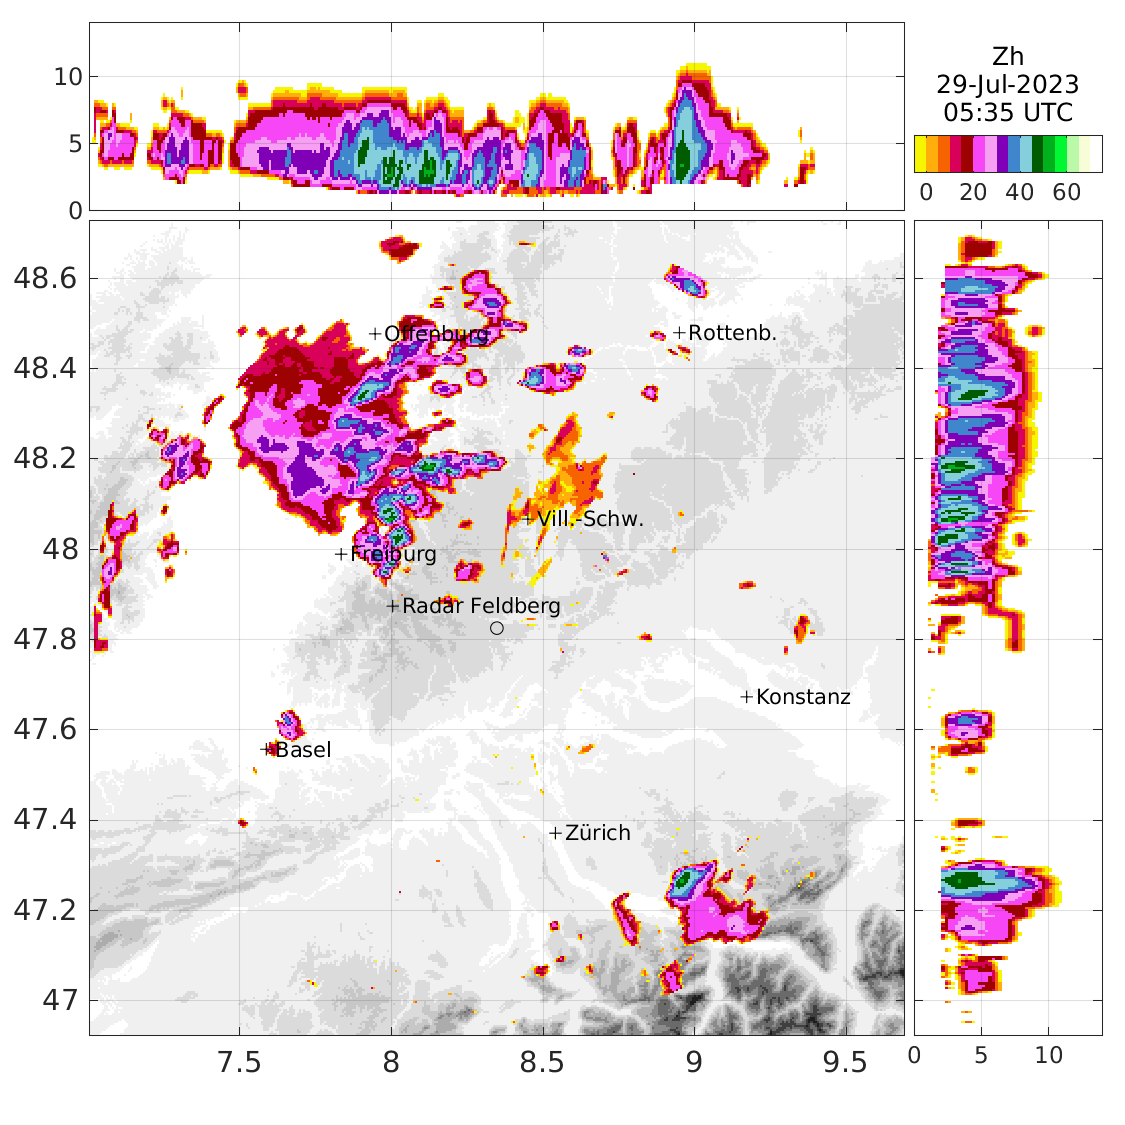 10
5
0
Zh
29-Jul-2023
05:35 UTC
0 20 40 60
48.6
48.4
48.2
48
47.8
47.6
47.4
47.2
47
+Offenburg
+Rottenb.
+Vill.-Schw.
+Freiburg
+Radar Feldberg
+Konstanz
+Basel
+Zürich
7.5 8 8.5 9 9.5
0 5 10